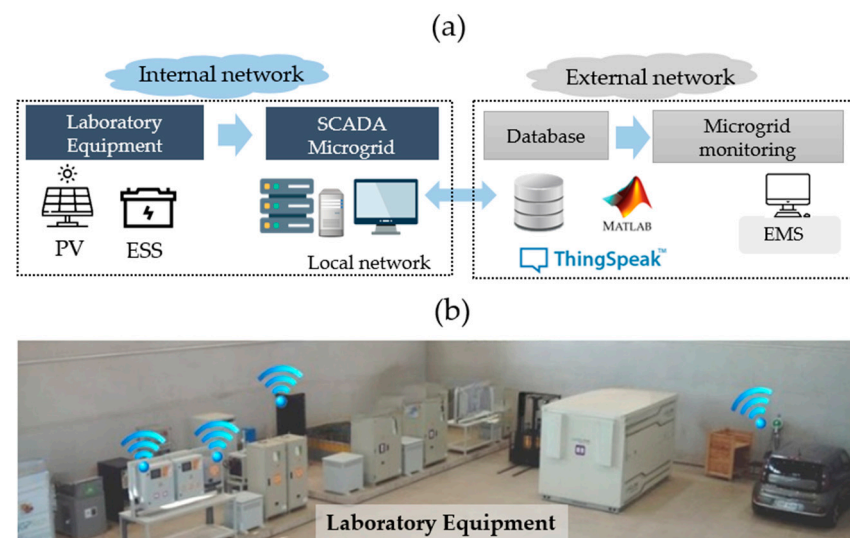 (a)
Internal network
External network
Laboratory
Equipment
SCADA
Microgrid
Database
Microgrid
monitoring
PV
ESS
Local network
MATLAB
ThingSpeak™
EMS
(b)
Laboratory Equipment